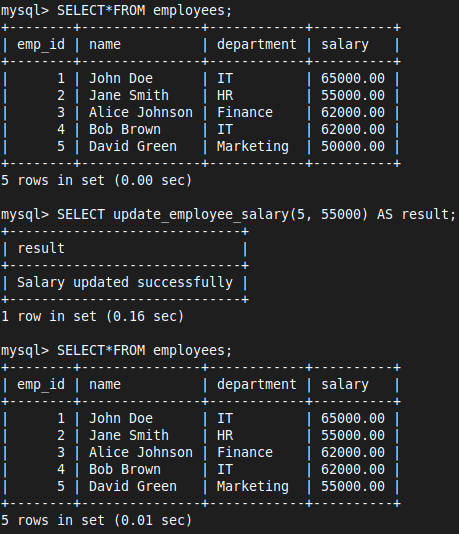 mysql> SELECT*FROM employees;
+--------+---------------+------------+----------+
| emp_id | name          | department | salary   |
+--------+---------------+------------+----------+
|      1 | John Doe      | IT         | 65000.00 |
|      2 | Jane Smith    | HR         | 55000.00 |
|      3 | Alice Johnson | Finance    | 62000.00 |
|      4 | Bob Brown     | IT         | 62000.00 |
|      5 | David Green   | Marketing  | 50000.00 |
+--------+---------------+------------+----------+
5 rows in set (0.00 sec)

mysql> SELECT update_employee_salary(5, 55000) AS result;
+-----------------------------+
| result                      |
+-----------------------------+
| Salary updated successfully |
+-----------------------------+
1 row in set (0.16 sec)

mysql> SELECT*FROM employees;
+--------+---------------+------------+----------+
| emp_id | name          | department | salary   |
+--------+---------------+------------+----------+
|      1 | John Doe      | IT         | 65000.00 |
|      2 | Jane Smith    | HR         | 55000.00 |
|      3 | Alice Johnson | Finance    | 62000.00 |
|      4 | Bob Brown     | IT         | 62000.00 |
|      5 | David Green   | Marketing  | 55000.00 |
+--------+---------------+------------+----------+
5 rows in set (0.01 sec)